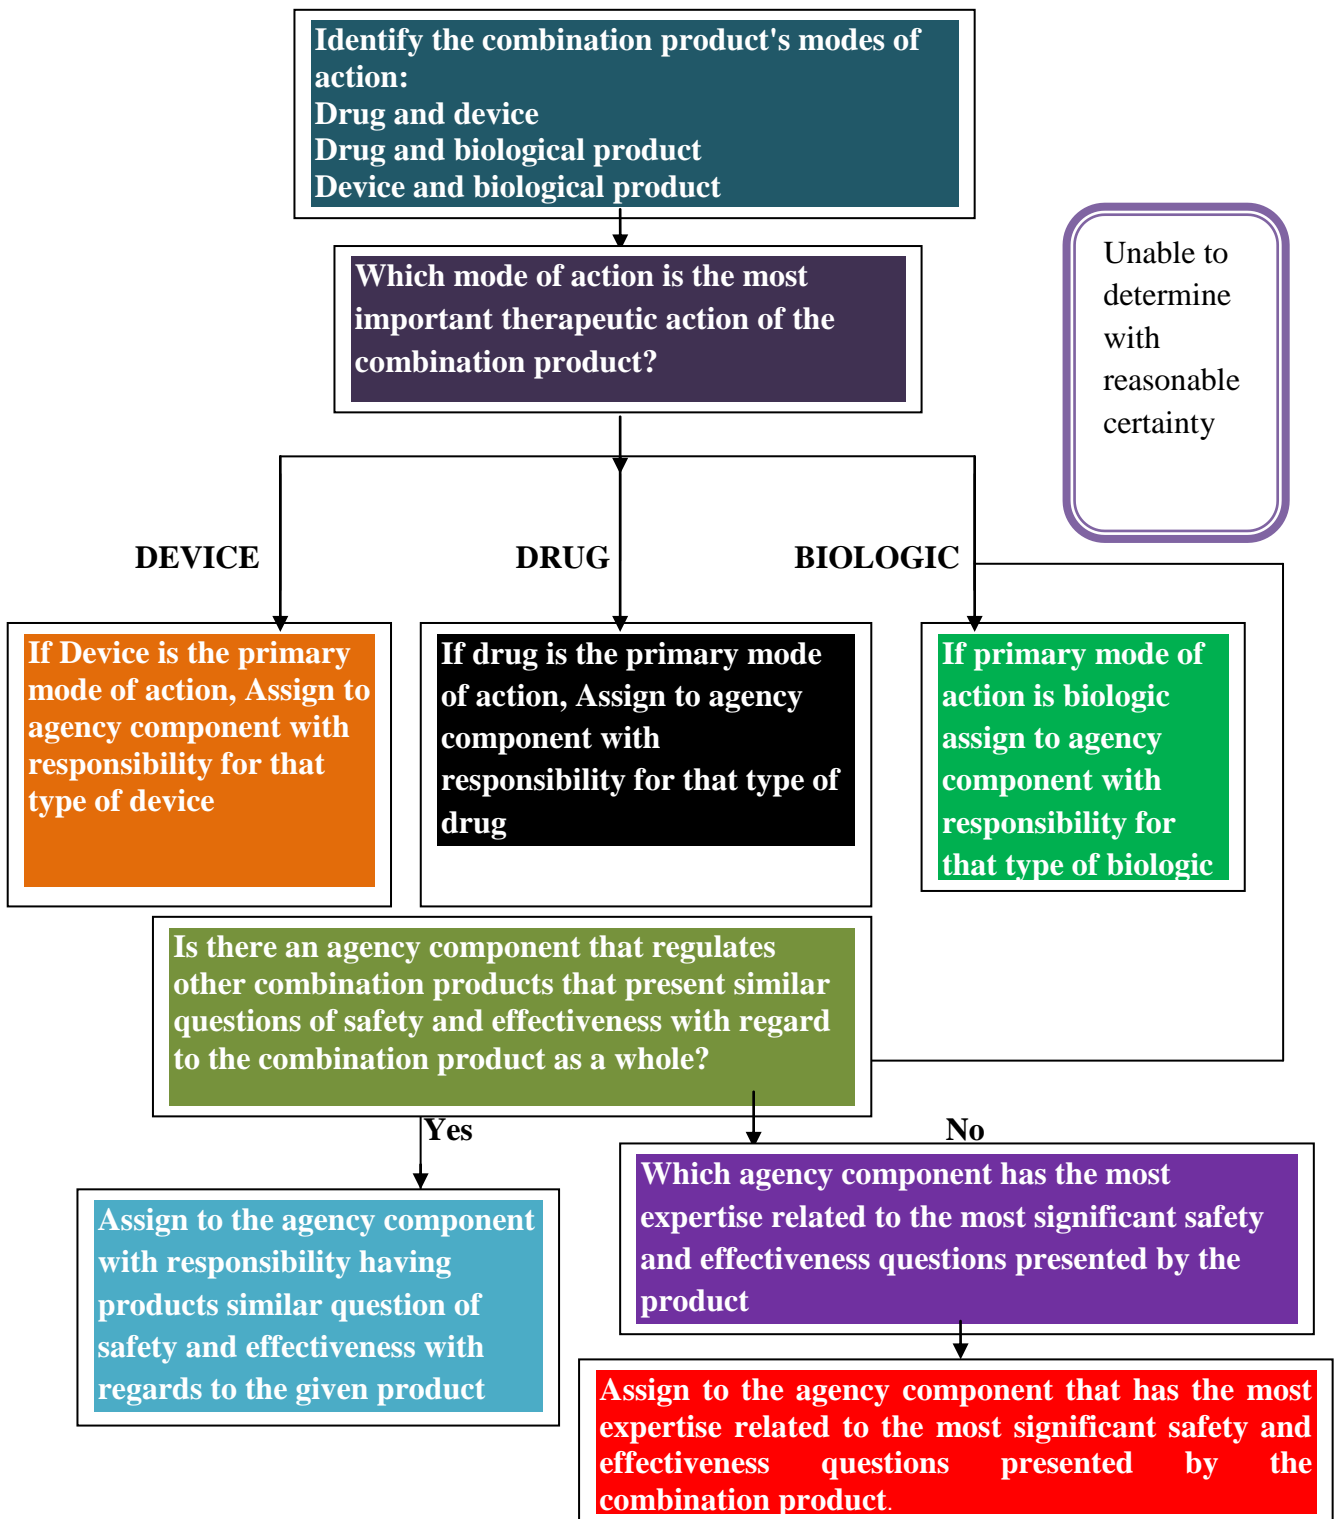 Identify the combination product's modes of
action:
Drug and device
Drug and biological product
Device and biological product
Unable to
determine
with
reasonable
certainty
Which mode of action is the most
important therapeutic action of the
combination product?
DEVICE
DRUG
BIOLOGIC
If Device is the primary
mode of action, Assign to
agency component with
responsibility for that
type of device
If drug is the primary mode
of action, Assign to agency
component with
responsibility for that type of
drug
If primary mode of
action is biologic
assign to agency
component with
responsibility for
that type of biologic
Is there an agency component that regulates
other combination products that present similar
questions of safety and effectiveness with regard
to the combination product as a whole?
Yes
No
Assign to the agency component
with responsibility having
products similar question of
safety and effectiveness with
regards to the given product
Which agency component has the most
expertise related to the most significant safety
and effectiveness questions presented by the
product
Assign to the agency component that has the most
expertise related to the most significant safety and
effectiveness questions presented by the
combination product.